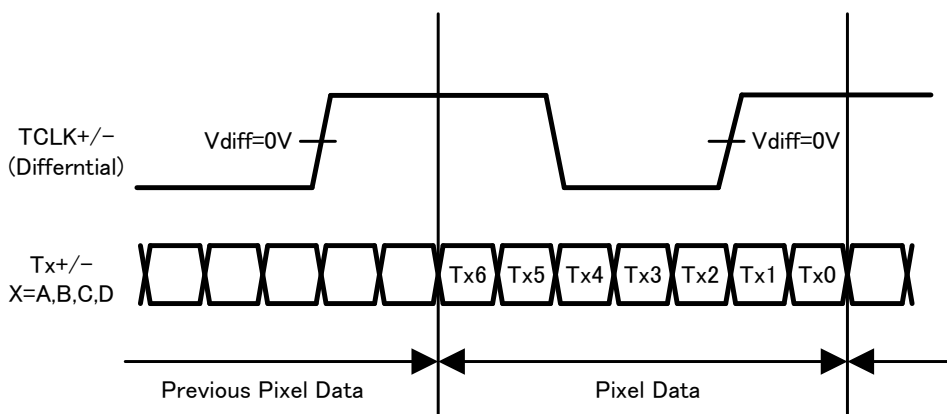 TCLK+/-
(Differntial)
Vdiff=0V
Vdiff=0V
Tx+/-
X=A,B,C,D
Tx6 Tx5 Tx4 Tx3 Tx2 Tx1 Tx0
Previous Pixel Data
Pixel Data